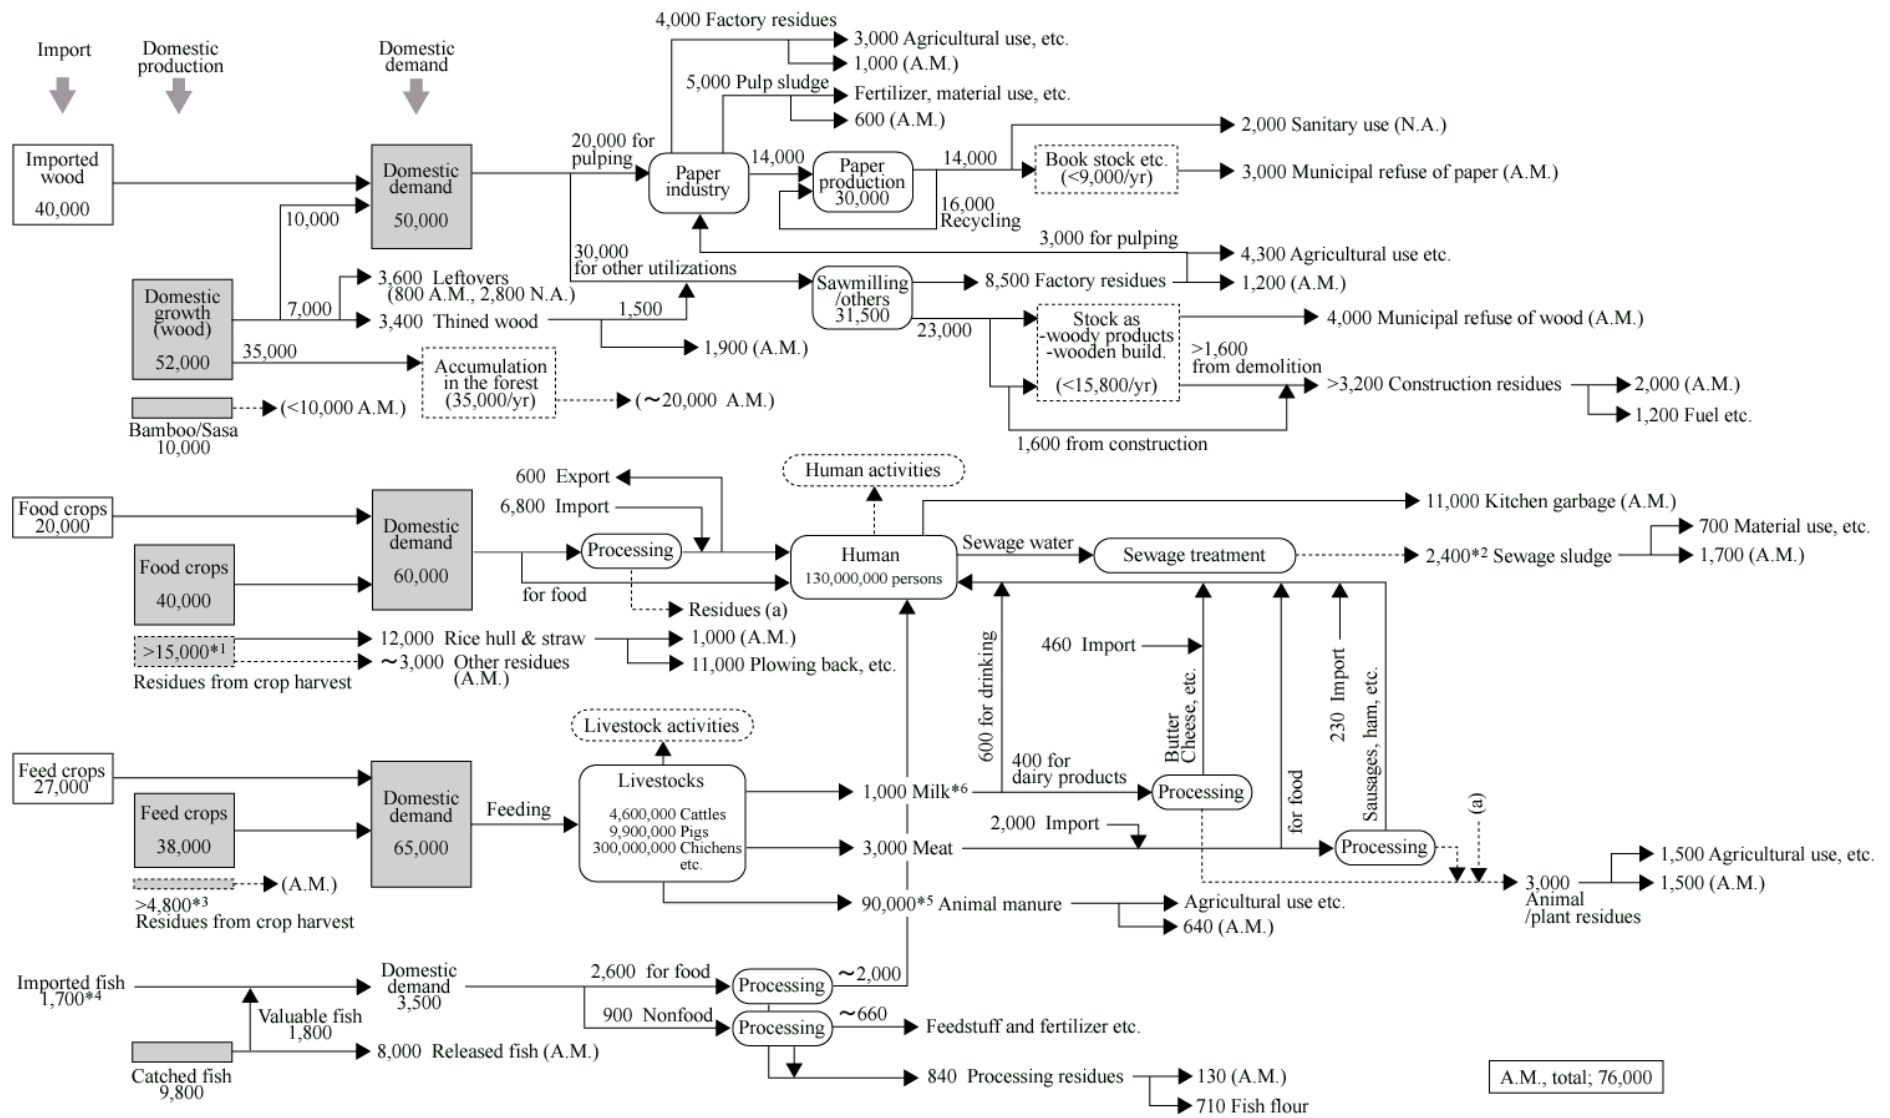 Import
Domestic
production
Domestic
demand
4,000 Factory residues
3,000 Agricultural use, etc.
1,000 (A.M.)
5,000 Pulp sludge
Fertilizer, material use, etc.
600 (A.M.)
Imported
wood
40,000
Domestic
demand
50,000
20,000 for
pulping
Paper
industry
14,000
Paper
production
30,000
14,000
16,000
Recycling
2,000 Sanitary use (N.A.)
Book stock etc.
(<9,000/yr)
3,000 Municipal refuse of paper (A.M.)
10,000
30,000
for other utilizations
3,000 for pulping
4,300 Agricultural use etc.
1,200 (A.M.)
Domestic
growth
(wood)
52,000
7,000
3,600 Leftovers
(800 A.M., 2,800 N.A.)
3,400 Thined wood
1,500
1,900 (A.M.)
Sawmilling
/others
31,500
8,500 Factory residues
23,000
Stock as
-woody products
-wooden build.
(<15,800/yr)
4,000 Municipal refuse of wood (A.M.)
>1,600
from demolition
>3,200 Construction residues
2,000 (A.M.)
1,200 Fuel etc.
1,600 from construction
35,000
Accumulation
in the forest
(35,000/yr)
(~20,000 A.M.)
(<10,000 A.M.)
Bamboo/Sasa
10,000
Food crops
20,000
Food crops
40,000
Domestic
demand
60,000
600 Export
6,800 Import
Processing
for food
Residues (a)
Human activities
Human
130,000,000 persons
11,000 Kitchen garbage (A.M.)
Sewage water
Sewage treatment
2,400*2 Sewage sludge
700 Material use, etc.
1,700 (A.M.)
>15,000*1
Residues from crop harvest
12,000 Rice hull & straw
1,000 (A.M.)
11,000 Plowing back, etc.
~3,000 Other residues
(A.M.)
Feed crops
27,000
Feed crops
38,000
Domestic
demand
65,000
Feeding
Livestock activities
Livestocks
4,600,000 Cattles
9,900,000 Pigs
300,000,000 Chichens
etc.
1,000 Milk*6
600 for drinking
400 for
dairy products
Processing
460 Import
Butter
Cheese, etc.
3,000 Meat
2,000 Import
for food
230 Import
Sausages, ham, etc.
Processing
(a)
3,000
Animal
/plant residues
1,500 Agricultural use, etc.
1,500 (A.M.)
90,000*5 Animal manure
Agricultural use etc.
640 (A.M.)
(A.M.)
>4,800*3
Residues from crop harvest
Imported fish
1,700*4
Valuable fish
1,800
Domestic
demand
3,500
2,600 for food
Processing
~2,000
900 Nonfood
Processing
~660
Feedstuff and fertilizer etc.
8,000 Released fish (A.M.)
Catched fish
9,800
840 Processing residues
130 (A.M.)
710 Fish flour
A.M., total; 76,000